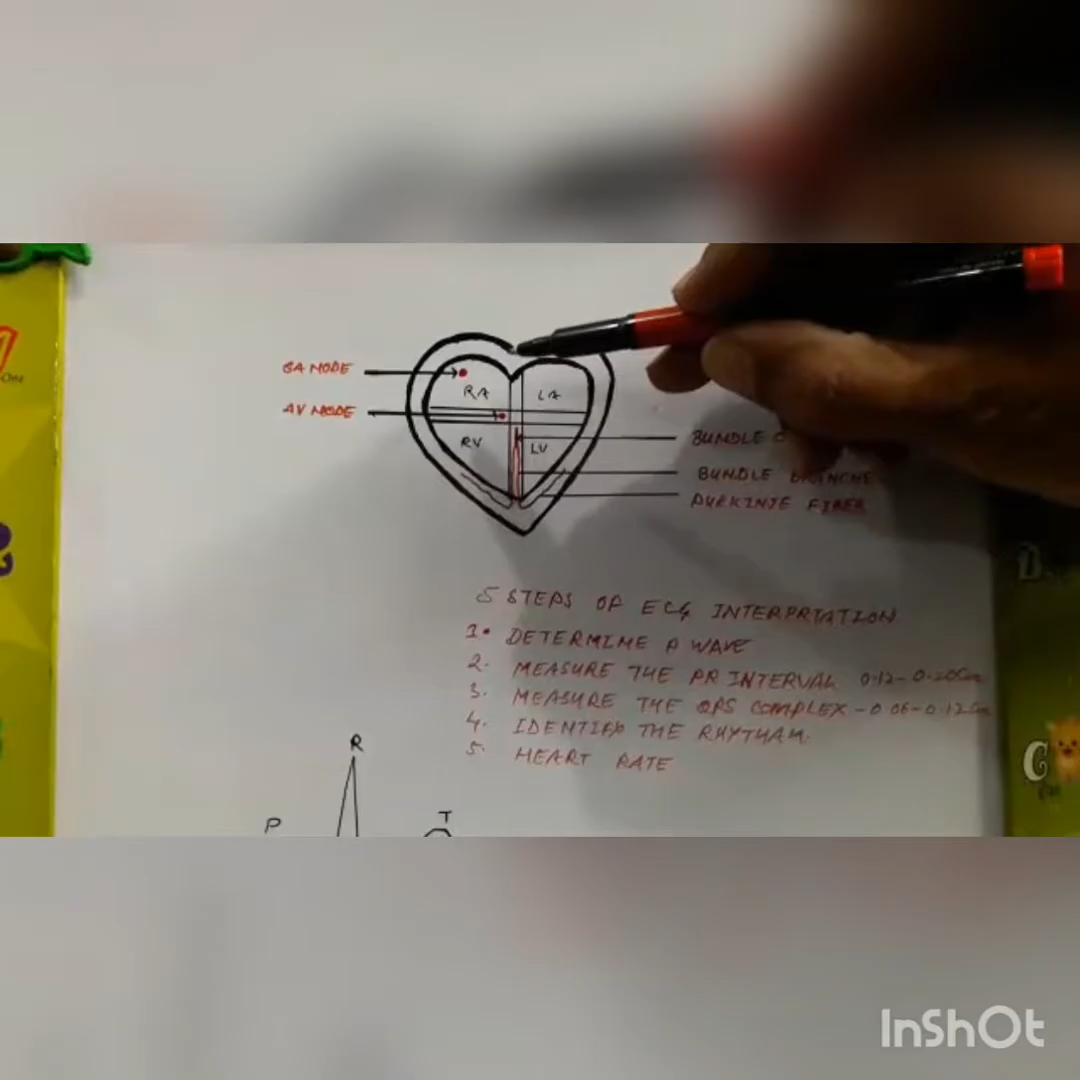 SA NODE
AV NODE
RA
LA
RV
LV
BUNDLE
BUNDLE
PURKINJE FIBER
5 STEPS OF ECG INTERPRTATION
1. DETERMINE P WAVE
2. MEASURE THE PR INTERVAL 0.12-0.20
3. MEASURE THE QRS COMPLEX-0.06-0.12
4. IDENTIFY THE RHYTHAM.
5. HEART RATE
R
P
T
D
C
InShOt